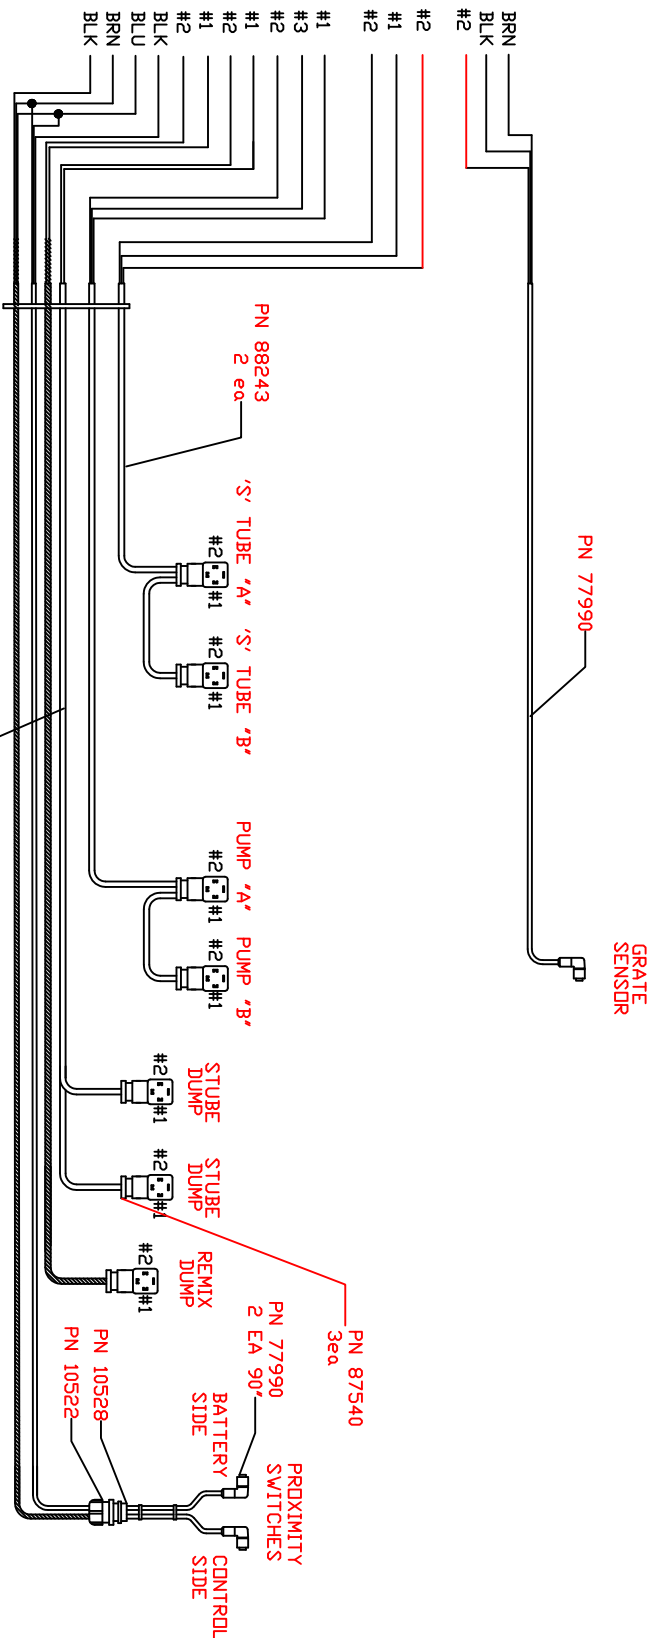 BRN
BLK
#2
#2
#1
#2
#1
#3
#2
#1
#2
#1
#2
BLK
BLU
BRN
BLK
PN 77990
GRATE
SENSOR
PN 88243
2 ea
'S' TUBE "A"
#2
#1
'S' TUBE "B"
#2
#1
PUMP "A"
#2
#1
PUMP "B"
#2
#1
STUBE
DUMP
#2
#1
STUBE
DUMP
#2
#1
REMIX
DUMP
#2
#1
PN 87540
3ea
PN 77990
2 EA 90"
PN 10528
PN 10522
PROXIMITY
SWITCHES
BATTERY
SIDE
CONTROL
SIDE